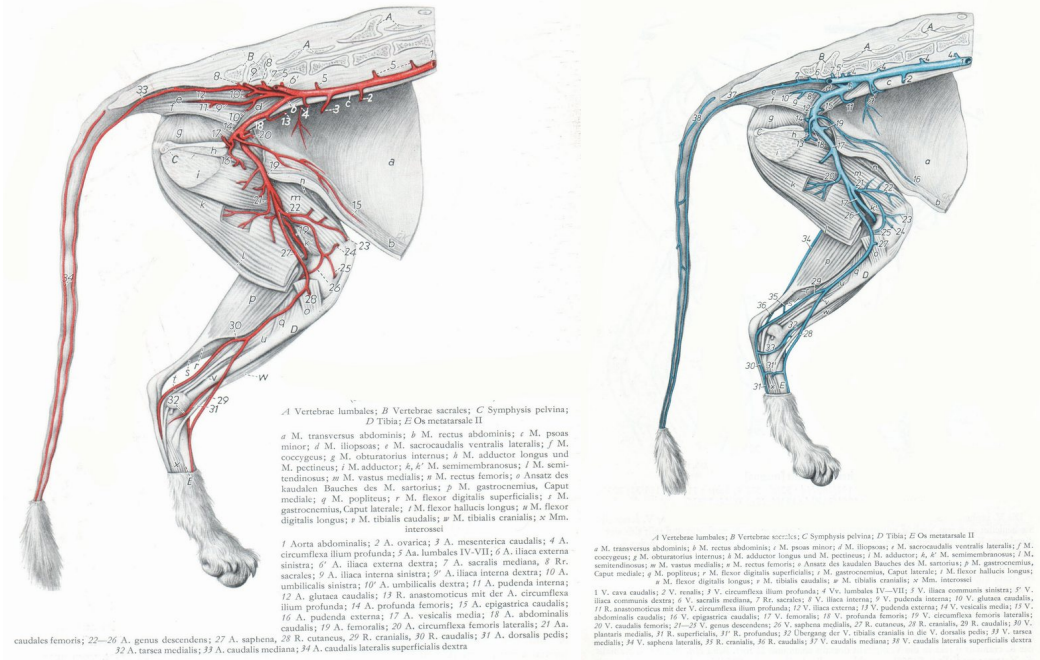 A Vertebrae lumbales; B Vertebrae sacrales; C Symphysis pelvina;
D Tibia; E Os metatarsale II
a M. transversus abdominis; b M. rectus abdominis; c M. psoas
minor; d M. iliopsoas; e M. sacrocaudalis ventralis lateralis; f M.
coccygeus; g M. obturatorius internus; h M. adductor longus und
M. pectineus; i M. adductor; k, k' M. semimembranosus; l M. semi-
tendinosus; m M. vastus medialis; n M. rectus femoris; o Ansatz des
kaudalen Bauches des M. sartorius; p M. gastrocnemius, Caput
mediale; q M. popliteus; r M. flexor digitalis superficialis; s M.
gastrocnemius, Caput laterale; t M. flexor hallucis longus; u M. flexor
digitalis longus; v M. tibialis caudalis; w M. tibialis cranialis; x Mm.
interossei
1 Aorta abdominalis; 2 A. ovarica; 3 A. mesenterica caudalis; 4 A.
circumflexa ilium profunda; 5 Aa. lumbales IV-VII; 6 A. iliaca externa
sinistra; 6' A. iliaca externa dextra; 7 A. sacralis mediana, 8 Rr.
sacrales; 9 A. iliaca interna sinistra; 9' A. iliaca interna dextra; 10 A.
umbilicalis sinistra; 10' A. umbilicalis dextra; 11 A. pudenda interna;
12 A. glutaea caudalis; 13 R. anastomoticus mit der A. circumflexa
ilium profunda; 14 A. profunda femoris; 15 A. epigastrica caudalis;
16 A. pudenda externa; 17 A. vesicalis media; 18 A. abdominalis
caudalis; 19 A. femoralis; 20 A. circumflexa femoris lateralis; 21 Aa.
caudales femoris; 22—26 A. genus descendens; 27 A. saphena, 28 R. cutaneus, 29 R. cranialis, 30 R. caudalis; 31 A. dorsalis pedis;
32 A. tarsea medialis; 33 A. caudalis mediana; 34 A. caudalis lateralis superficialis dextra
A Vertebrae lumbales; B Vertebrae sacrales; C Symphysis pelvina; D Tibia; E Os metatarsale II
a M. transversus abdominis; b M. rectus abdominis; c M. psoas minor; d M. iliopsoas; e M. sacrocaudalis ventralis lateralis; f M.
coccygeus; g M. obturatorius internus; h M. adductor longus und M. pectineus; i M. adductor; k, k' M. semimembranosus; l M.
semitendinosus; m M. vastus medialis; n M. rectus femoris; o Ansatz des kaudalen Bauches des M. sartorius; p M. gastrocnemius,
Caput mediale; q M. popliteus; r M. flexor digitalis superficialis; s M. gastrocnemius, Caput laterale; t M. flexor hallucis longus;
u M. flexor digitalis longus; v M. tibialis caudalis; w M. tibialis cranialis; x Mm. interossei
1 V. cava caudalis; 2 V. renalis; 3 V. circumflexa ilium profunda; 4 Vv. lumbales IV—VII; 5 V. iliaca communis sinistra; 5' V.
iliaca communis dextra; 6 V. sacralis mediana, 7 Rr. sacrales; 8 V. iliaca interna; 9 V. pudenda interna; 10 V. glutaea caudalis,
11 R. anastomoticus mit der V. circumflexa ilium profunda; 12 V. iliaca externa; 13 V. pudenda externa; 14 V. vesicalis media; 15 V.
abdominalis caudalis; 16 V. epigastrica caudalis; 17 V. femoralis; 18 V. profunda femoris; 19 V. circumflexa femoris lateralis;
20 V. caudalis femoris; 21—25 V. genus descendens; 26 V. saphena medialis, 27 R. cutaneus, 28 R. cranialis, 29 R. caudalis; 30 V.
plantaris medialis, 31 R. superficialis, 31' R. profundus; 32 Übergang der V. tibialis cranialis in die V. dorsalis pedis; 33 V. tarsea
medialis; 34 V. saphena lateralis, 35 R. cranialis, 36 R. caudalis; 37 V. caudalis mediana; 38 V. caudalis lateralis superficialis dextra